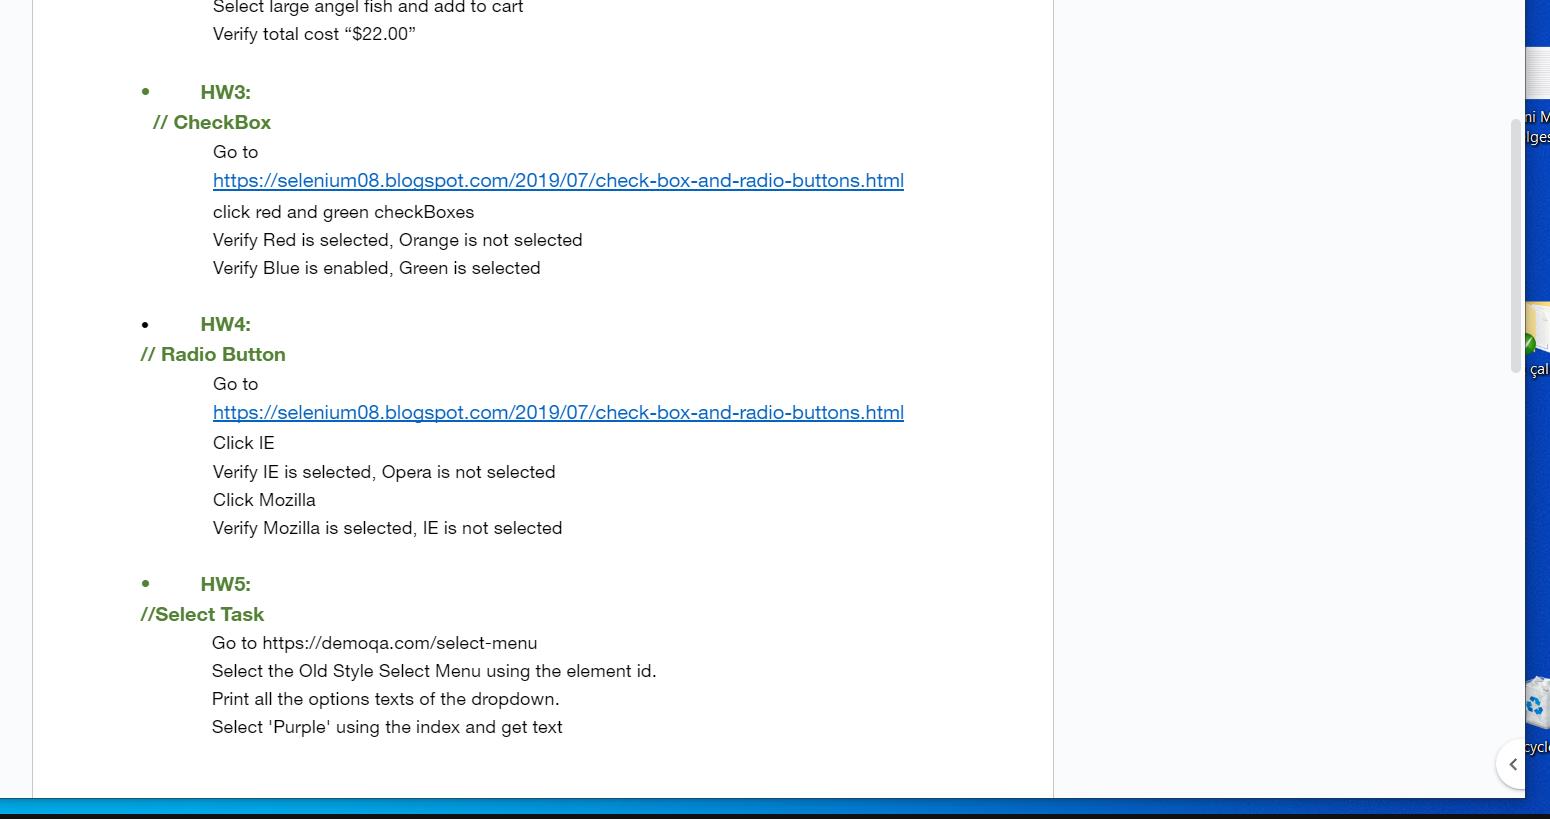 Select large angel fish and add to cart
Verify total cost “$22.00”
• HW3:
// CheckBox
Go to
https://selenium08.blogspot.com/2019/07/check-box-and-radio-buttons.html
click red and green checkBoxes
Verify Red is selected, Orange is not selected
Verify Blue is enabled, Green is selected
• HW4:
// Radio Button
Go to
https://selenium08.blogspot.com/2019/07/check-box-and-radio-buttons.html
Click IE
Verify IE is selected, Opera is not selected
Click Mozilla
Verify Mozilla is selected, IE is not selected
• HW5:
//Select Task
Go to https://demoqa.com/select-menu
Select the Old Style Select Menu using the element id.
Print all the options texts of the dropdown.
Select 'Purple' using the index and get text